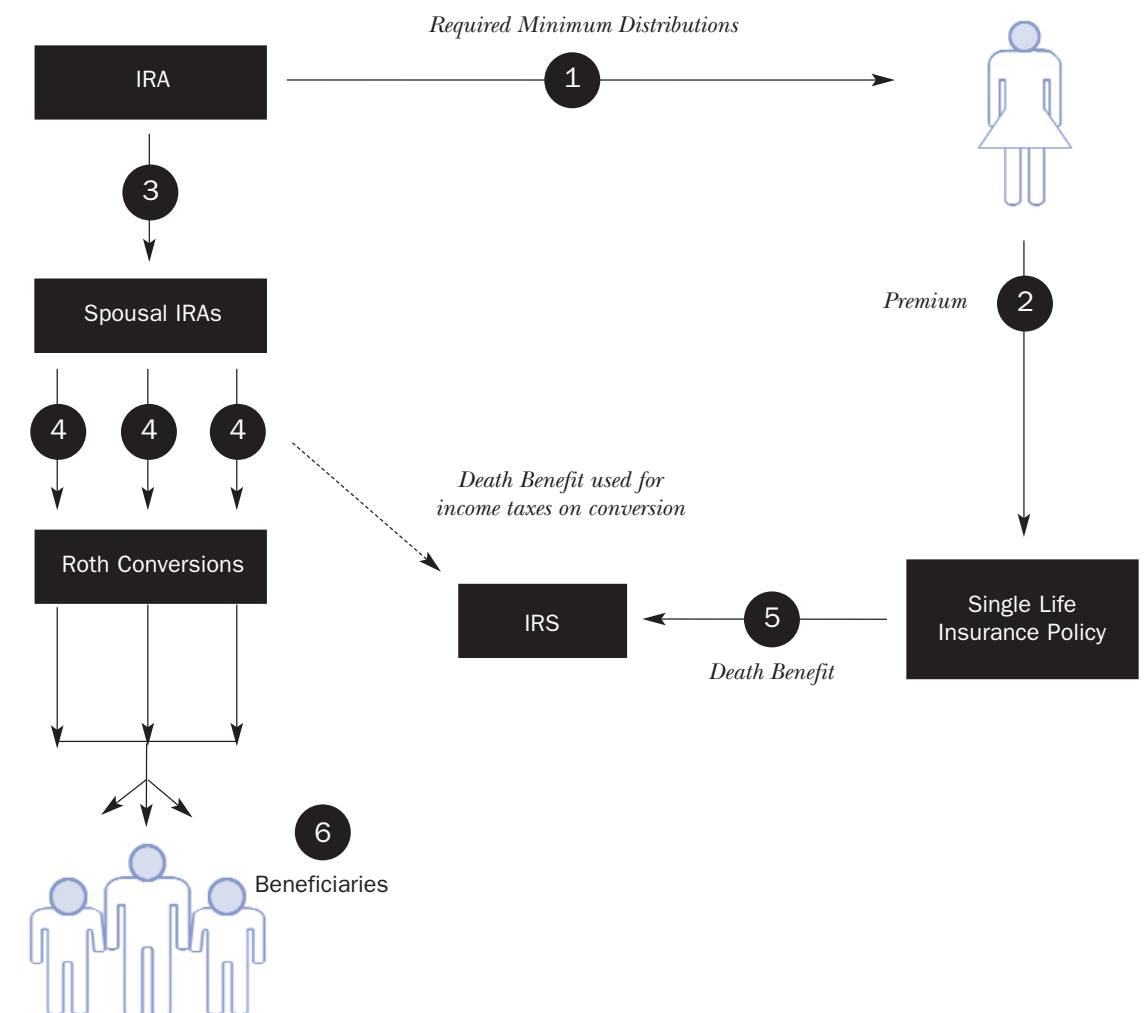 Required Minimum Distributions
IRA
1
3
Spousal IRAs
Premium
2
4 4 4
Death Benefit used for
income taxes on conversion
Roth Conversions
IRS
5
Death Benefit
Single Life
Insurance Policy
6
Beneficiaries